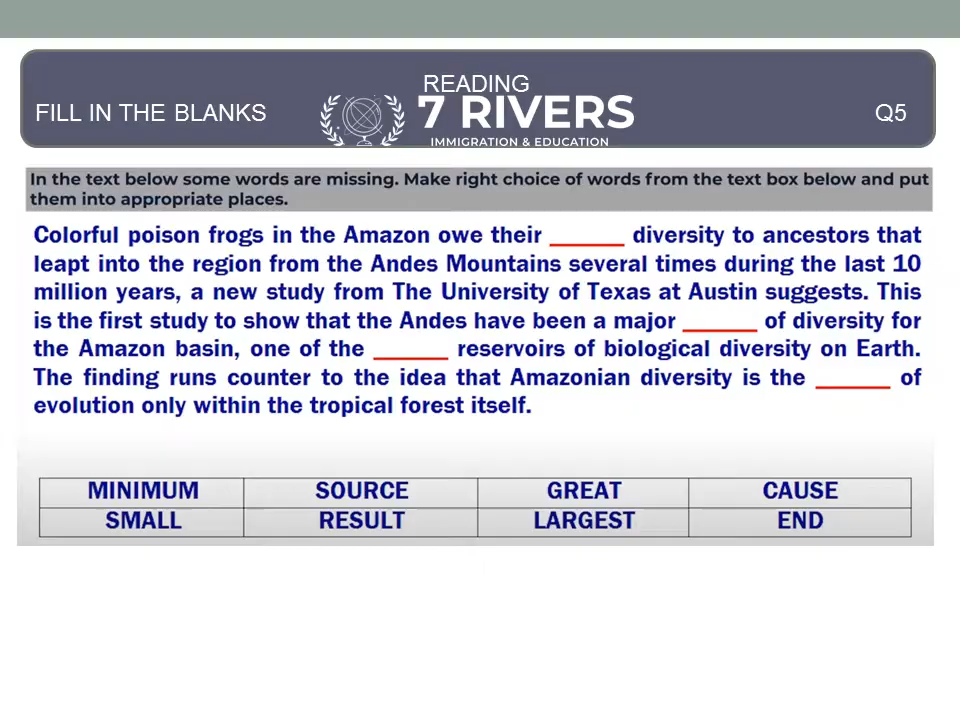 READING
FILL IN THE BLANKS
7 RIVERS
Q5
IMMIGRATION & EDUCATION
In the text below some words are missing. Make right choice of words from the text box below and put
them into appropriate places.
Colorful poison frogs in the Amazon owe their ______ diversity to ancestors that
leapt into the region from the Andes Mountains several times during the last 10
million years, a new study from The University of Texas at Austin suggests. This
is the first study to show that the Andes have been a major ______ of diversity for
the Amazon basin, one of the ______ reservoirs of biological diversity on Earth.
The finding runs counter to the idea that Amazonian diversity is the ______ of
evolution only within the tropical forest itself.
MINIMUM SOURCE GREAT CAUSE
SMALL RESULT LARGEST END